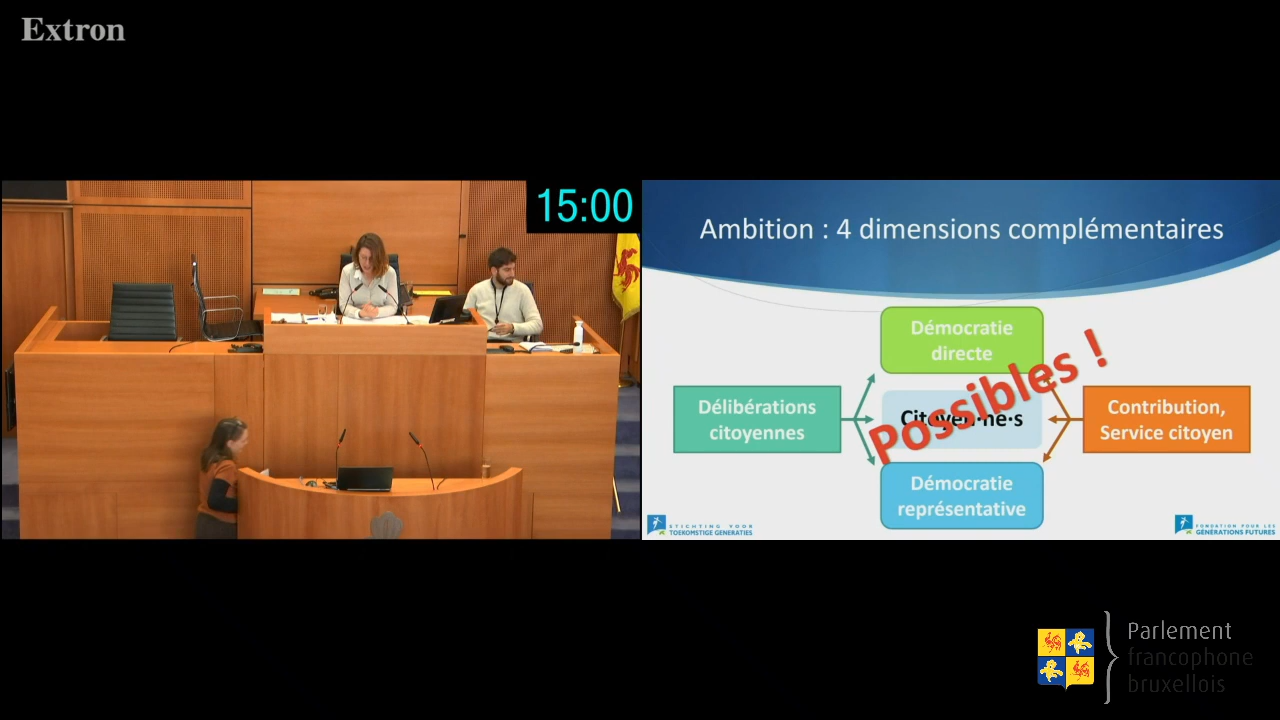 Extron
15:00
Ambition : 4 dimensions complémentaires
Démocratie
directe
Possibles !
Délibérations
citoyennes
Citoyen·ne·s
Contribution,
Service citoyen
Démocratie
représentative
STICHTING VOOR
TOEKOMSTIGE GENERATIES
FONDATION POUR LES
GÉNÉRATIONS FUTURES
Parlement
francophone
bruxellois